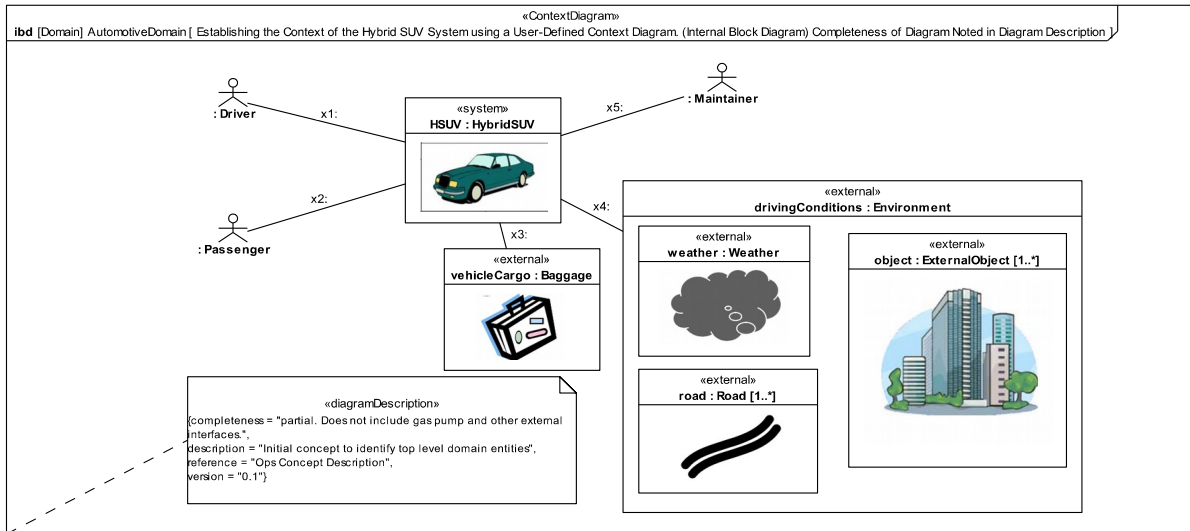 «ContextDiagram»
ibd [Domain] AutomotiveDomain [ Establishing the Context of the Hybrid SUV System using a User-Defined Context Diagram. (Internal Block Diagram) Completeness of Diagram Noted in Diagram Description ]
: Driver
x1:
«system»
HSUV : HybridSUV
x5:
: Maintainer
x2:
: Passenger
x3:
«external»
vehicleCargo : Baggage
x4:
«external»
drivingConditions : Environment
«external»
weather : Weather
«external»
object : ExternalObject [1..*]
«external»
road : Road [1..*]
«diagramDescription»
{completeness = "partial. Does not include gas pump and other external
interfaces.",
description = "Initial concept to identify top level domain entities",
reference = "Ops Concept Description",
version = "0.1"}